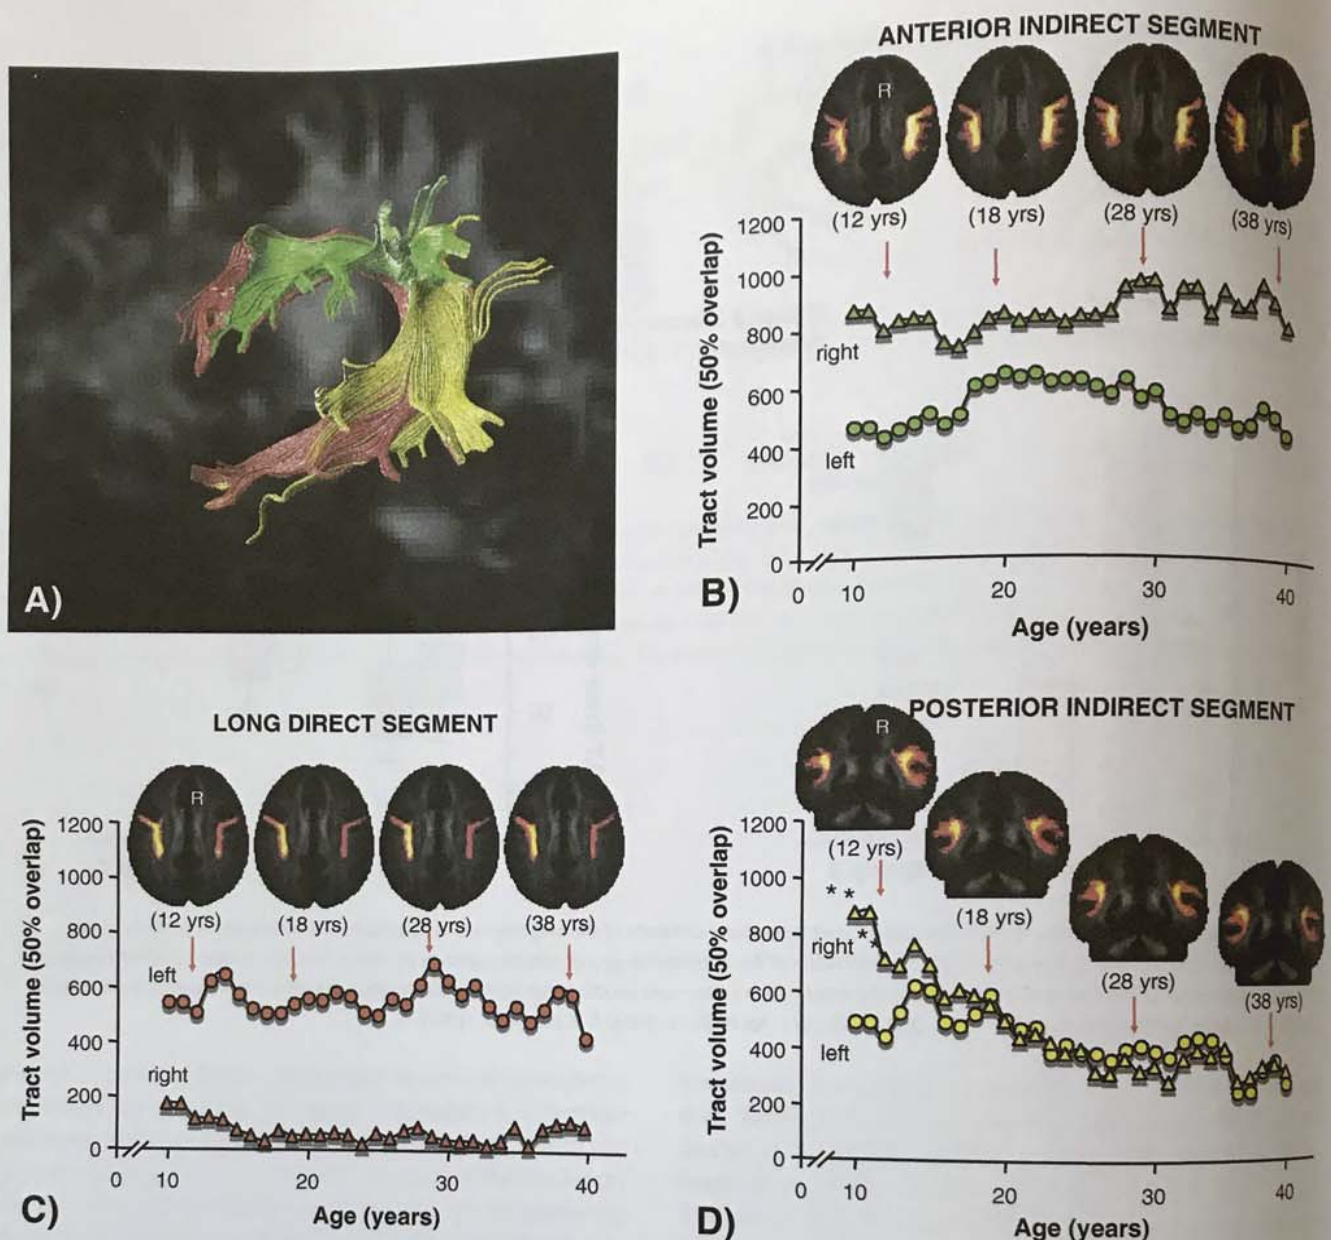 A)
ANTERIOR INDIRECT SEGMENT
R
(12 yrs) (18 yrs) (28 yrs) (38 yrs)
Tract volume (50% overlap)
1200
1000
800
600
400
200
0
right
left
0 10 20 30 40
Age (years)
B)
LONG DIRECT SEGMENT
R
(12 yrs) (18 yrs) (28 yrs) (38 yrs)
Tract volume (50% overlap)
1200
1000
800
600
400
200
0
left
right
0 10 20 30 40
Age (years)
C)
POSTERIOR INDIRECT SEGMENT
R
(12 yrs)
(18 yrs)
(28 yrs)
(38 yrs)
Tract volume (50% overlap)
1200
1000
800
600
400
200
0
* *
right * *
left
0 10 20 30 40
Age (years)
D)